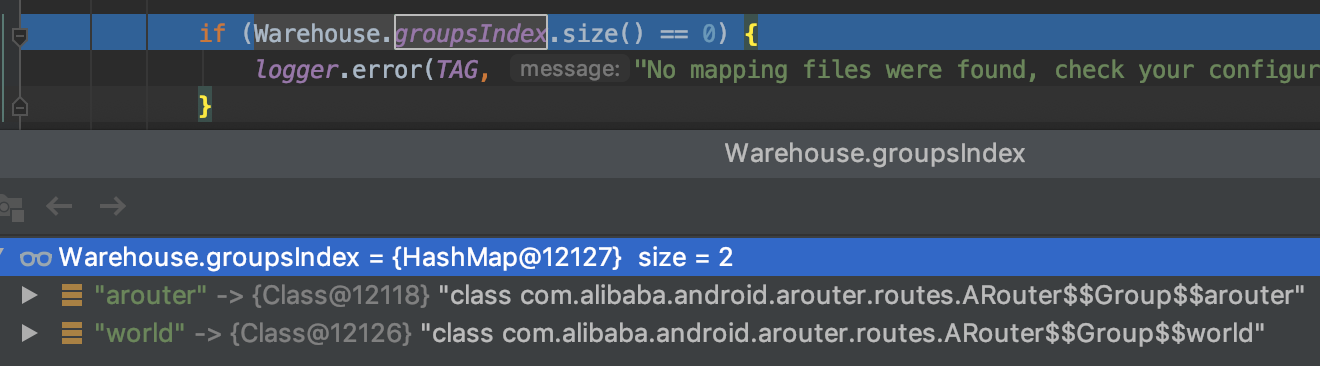 if (Warehouse.groupsIndex.size() == 0) {
logger.error(TAG, message: "No mapping files were found, check your configur
}
Warehouse.groupsIndex
Warehouse.groupsIndex = {HashMap@12127} size = 2
"arouter" -> {Class@12118} "class com.alibaba.android.arouter.routes.ARouter$$Group$$arouter"
"world" -> {Class@12126} "class com.alibaba.android.arouter.routes.ARouter$$Group$$world"